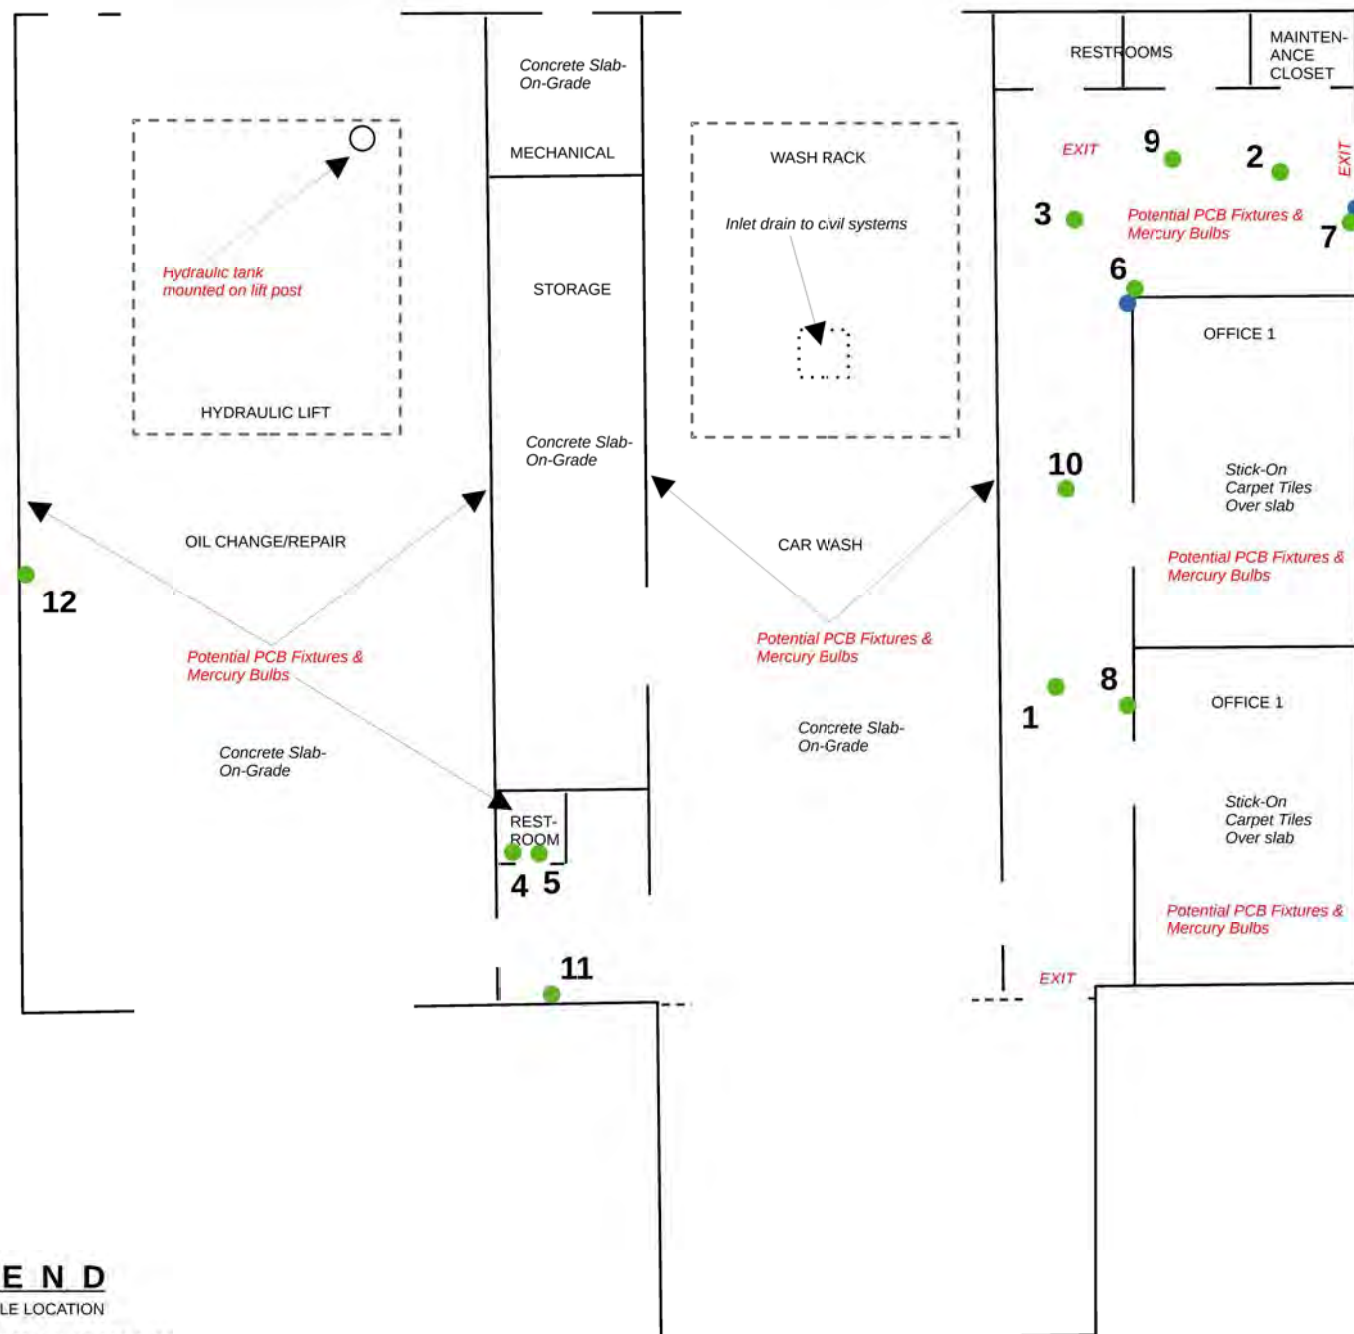 Concrete Slab-
On-Grade
RESTROOMS
MAINTEN-
ANCE
CLOSET
MECHANICAL
WASH RACK
EXIT
9
2
EXIT
3
Potential PCB Fixtures &
Mercury Bulbs
7
Inlet drain to civil systems
Hydraulic tank
mounted on lift post
6
STORAGE
OFFICE 1
HYDRAULIC LIFT
Concrete Slab-
On-Grade
10
Stick-On
Carpet Tiles
Over slab
OIL CHANGE/REPAIR
CAR WASH
Potential PCB Fixtures &
Mercury Bulbs
12
Potential PCB Fixtures &
Mercury Bulbs
Potential PCB Fixtures &
Mercury Bulbs
8
1
OFFICE 1
Concrete Slab-
On-Grade
Concrete Slab-
On-Grade
Stick-On
Carpet Tiles
Over slab
REST-
ROOM
4
5
Potential PCB Fixtures &
Mercury Bulbs
11
EXIT
E N D
LE LOCATION